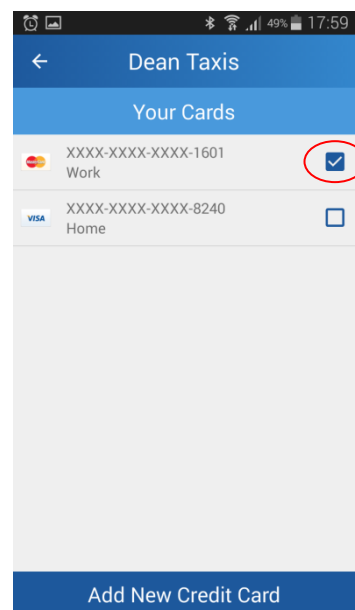 49% 17:59
Dean Taxis
Your Cards
XXXX-XXXX-XXXX-1601
Work
VISA
XXXX-XXXX-XXXX-8240
Home
Add New Credit Card